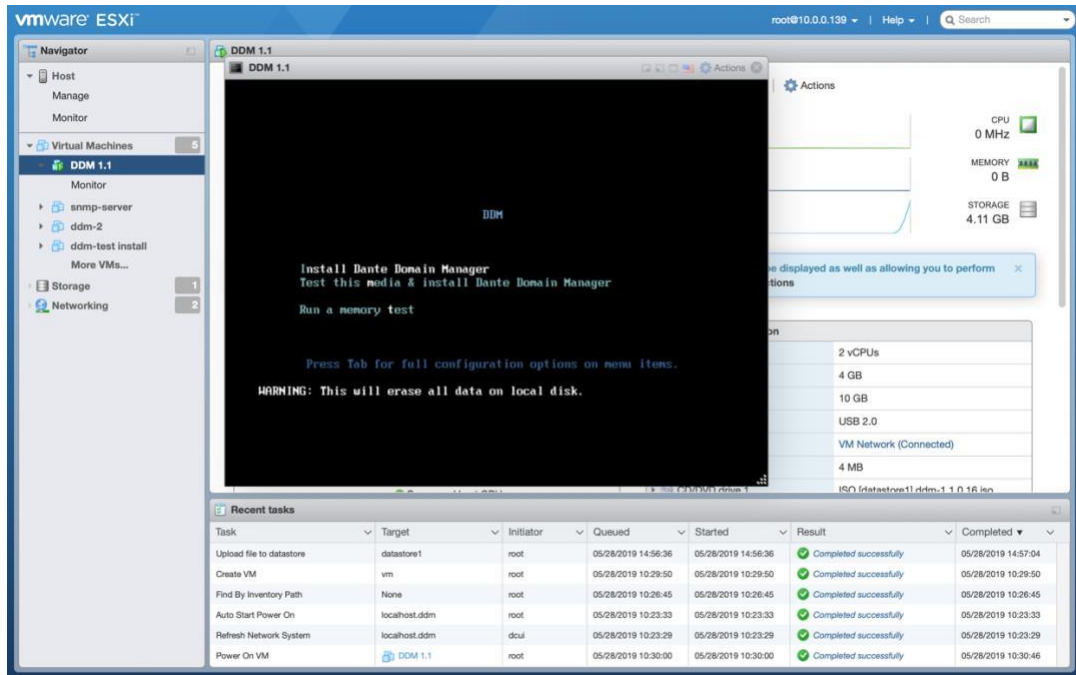 vmware ESXi™
root@10.0.0.139 | Help | Search
Navigator
Host
Manage
Monitor
Virtual Machines 5
DDM 1.1
Monitor
snmp-server
ddm-2
ddm-test install
More VMs...
Storage 1
Networking 2
DDM 1.1
DDM 1.1 Actions
DDM
Install Dante Domain Manager
Test this media & install Dante Domain Manager
Run a memory test
Press Tab for full configuration options on menu items.
WARNING: This will erase all data on local disk.
Actions
CPU
0 MHz
MEMORY
0 B
STORAGE
4.11 GB
be displayed as well as allowing you to perform
2 vCPUs
4 GB
10 GB
USB 2.0
VM Network (Connected)
4 MB
CD/DVD drive 1 ISO [datastore1] ddm-1.1.0.16.iso
Recent tasks
Task Target Initiator Queued Started Result Completed
Upload file to datastore datastore1 root 05/28/2019 14:56:36 05/28/2019 14:56:36 Completed successfully 05/28/2019 14:57:04
Create VM vm root 05/28/2019 10:29:50 05/28/2019 10:29:50 Completed successfully 05/28/2019 10:29:50
Find By Inventory Path None root 05/28/2019 10:26:45 05/28/2019 10:26:45 Completed successfully 05/28/2019 10:26:45
Auto Start Power On localhost.ddm root 05/28/2019 10:23:33 05/28/2019 10:23:33 Completed successfully 05/28/2019 10:23:33
Refresh Network System localhost.ddm dcui 05/28/2019 10:23:29 05/28/2019 10:23:29 Completed successfully 05/28/2019 10:23:29
Power On VM DDM 1.1 root 05/28/2019 10:30:00 05/28/2019 10:30:00 Completed successfully 05/28/2019 10:30:46